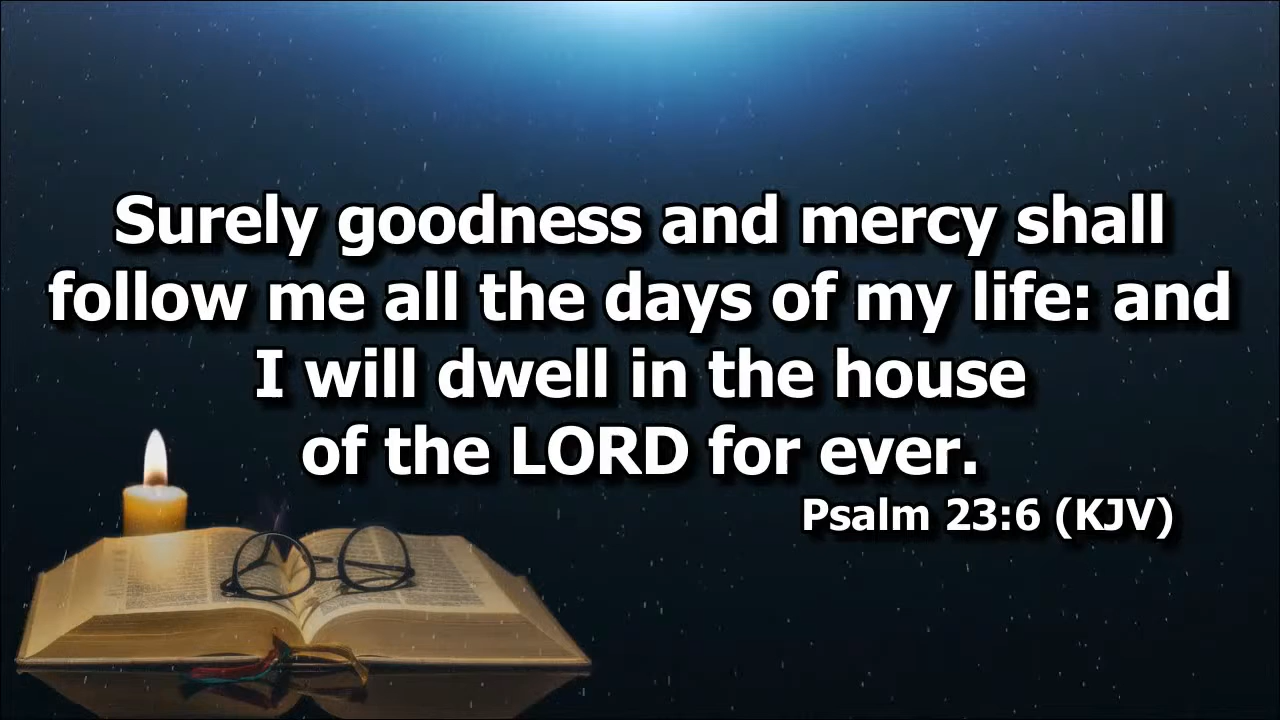 Surely goodness and mercy shall
follow me all the days of my life: and
I will dwell in the house
of the LORD for ever.
Psalm 23:6 (KJV)